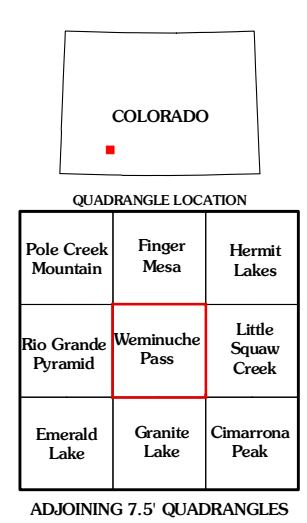 COLORADO
QUADRANGLE LOCATION
Pole Creek
Mountain
Finger
Mesa
Hermit
Lakes
Rio Grande
Pyramid
Weminuche
Pass
Little
Squaw
Creek
Emerald
Lake
Granite
Lake
Cimarrona
Peak
ADJOINING 7.5' QUADRANGLES